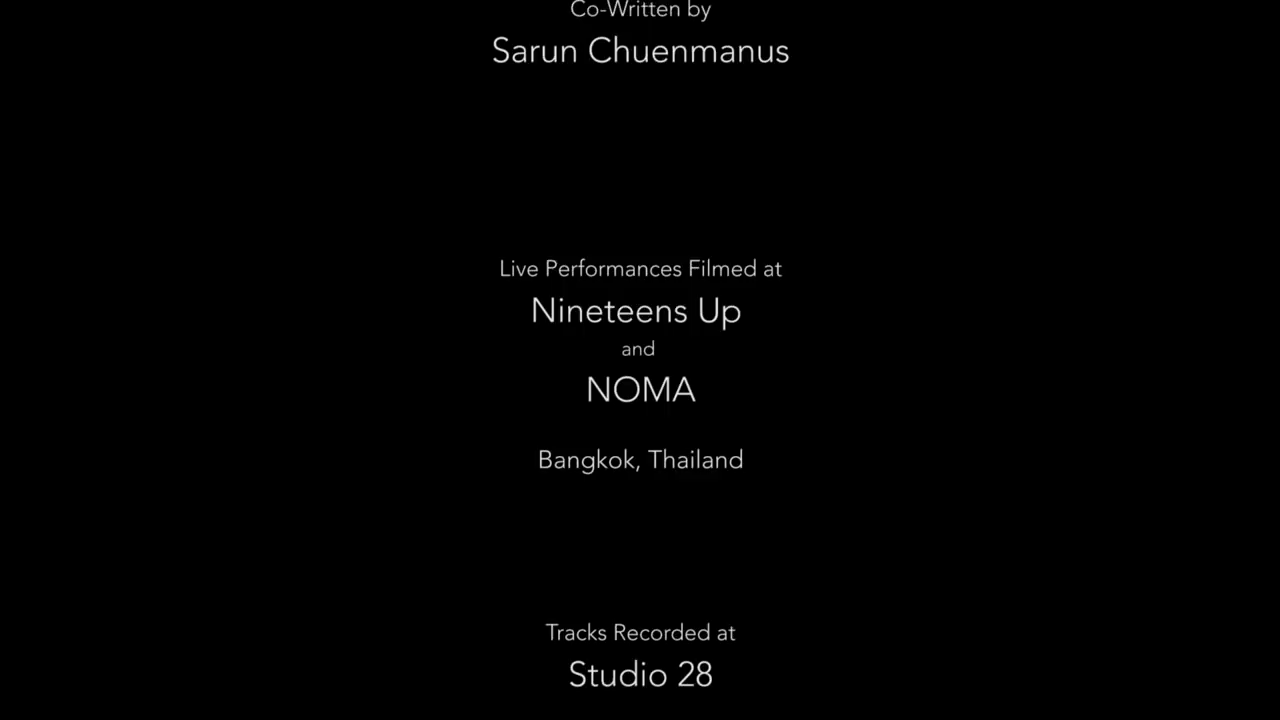 Co-Written by
Sarun Chuenmanus
Live Performances Filmed at
Nineteens Up
and
NOMA
Bangkok, Thailand
Tracks Recorded at
Studio 28